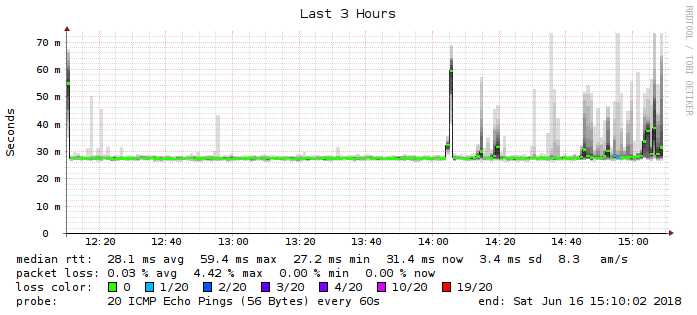 Last 3 Hours
RRDTOOL / TOBI OETIKER
Seconds
70 m
60 m
50 m
40 m
30 m
20 m
10 m
0
12:20 12:40 13:00 13:20 13:40 14:00 14:20 14:40 15:00
median rtt: 28.1 ms avg 59.4 ms max 27.2 ms min 31.4 ms now 3.4 ms sd 8.3 am/s
packet loss: 0.03 % avg 4.42 % max 0.00 % min 0.00 % now
loss color: 0 1/20 2/20 3/20 4/20 10/20 19/20
probe: 20 ICMP Echo Pings (56 Bytes) every 60s end: Sat Jun 16 15:10:02 2018